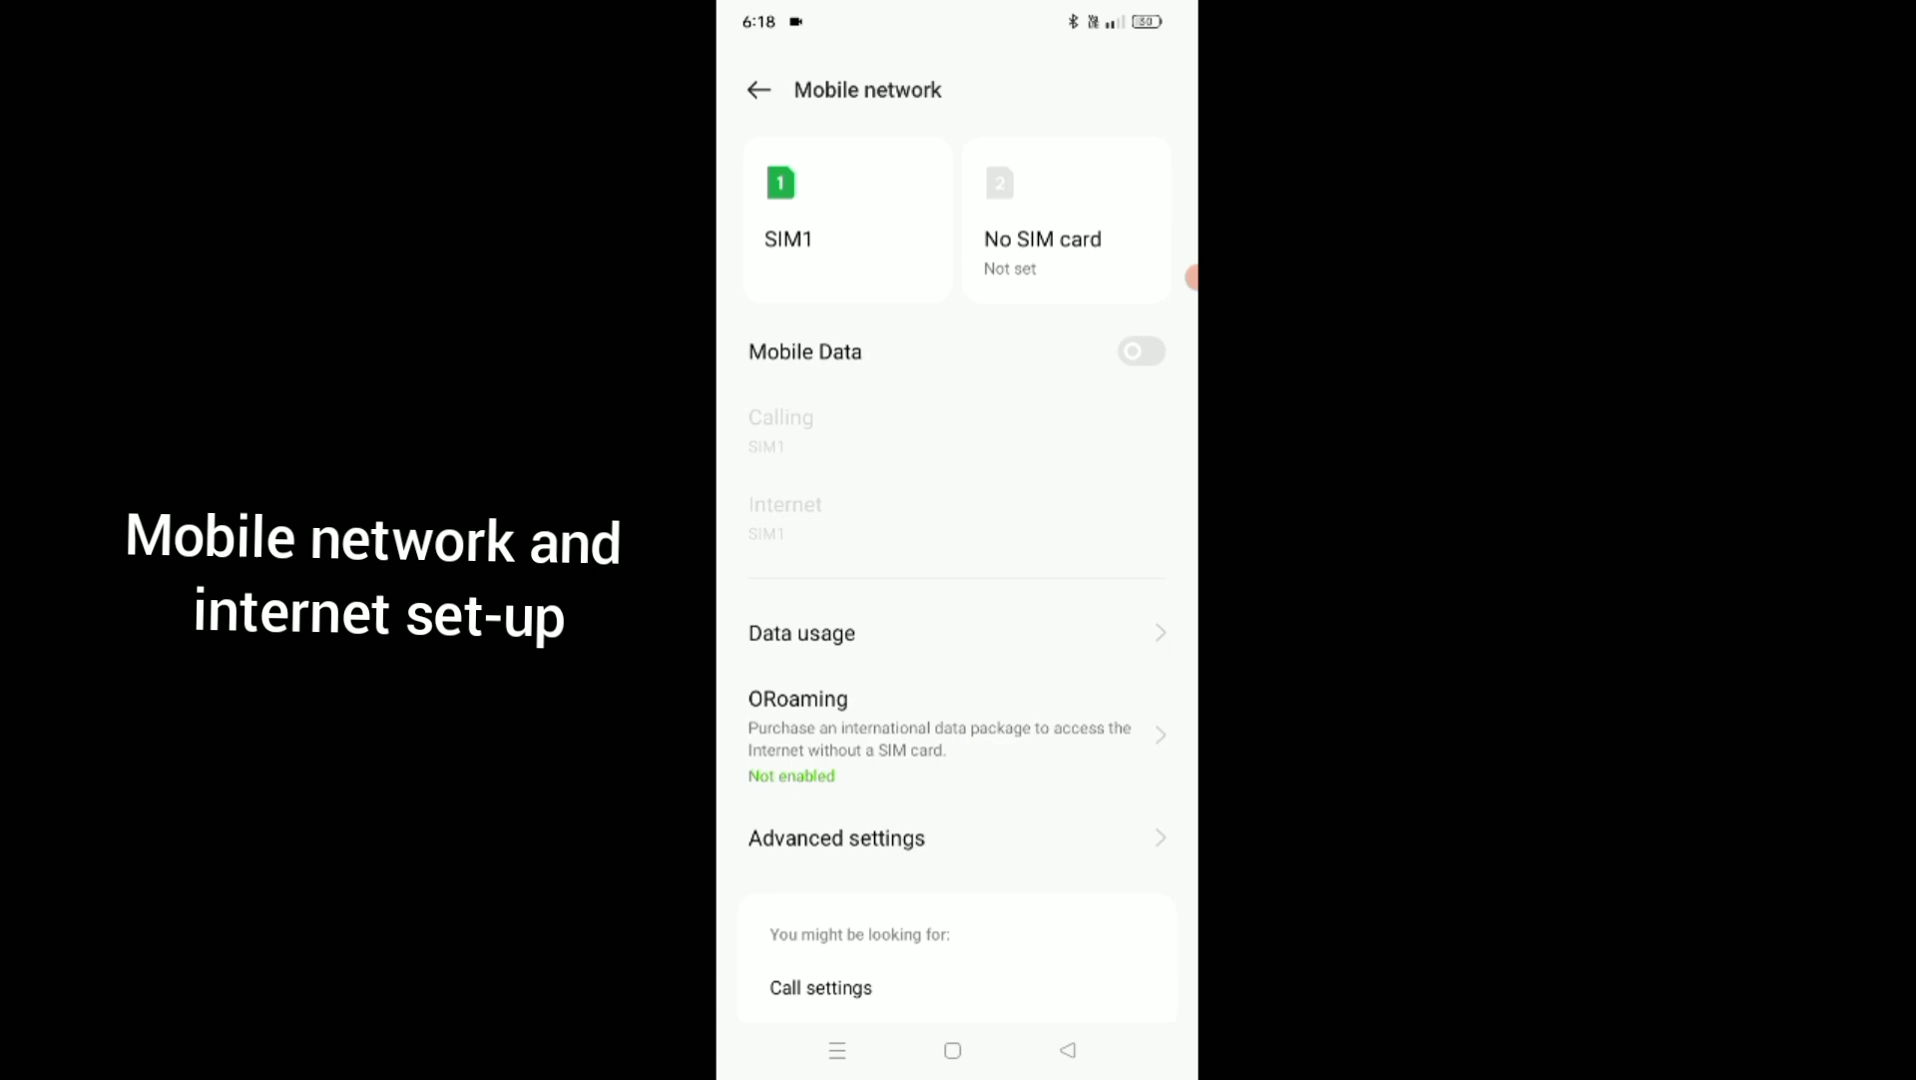 6:18
50
Mobile network
1
2
SIM1
No SIM card
Not set
Mobile Data
Calling
SIM1
Internet
SIM1
Mobile network and
internet set-up
Data usage
ORoaming
Purchase an international data package to access the
Internet without a SIM card.
Not enabled
Advanced settings
You might be looking for:
Call settings